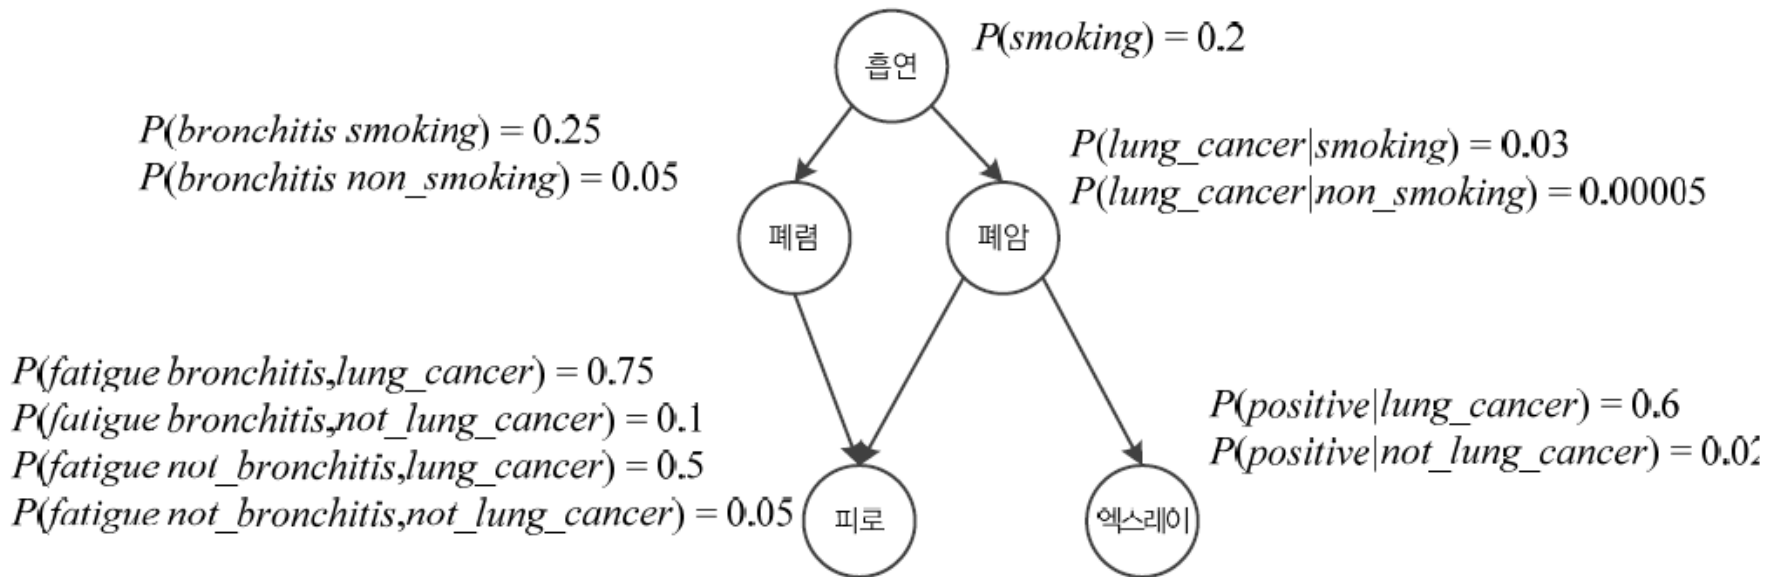 흡연
P(smoking) = 0.2
P(bronchitis smoking) = 0.25
P(bronchitis non_smoking) = 0.05
P(lung_cancer|smoking) = 0.03
P(lung_cancer|non_smoking) = 0.00005
폐렴
폐암
P(fatigue bronchitis,lung_cancer) = 0.75
P(fatigue bronchitis,not_lung_cancer) = 0.1
P(fatigue not_bronchitis,lung_cancer) = 0.5
P(fatigue not_bronchitis,not_lung_cancer) = 0.05
P(positive|lung_cancer) = 0.6
P(positive|not_lung_cancer) = 0.02
피로
엑스레이